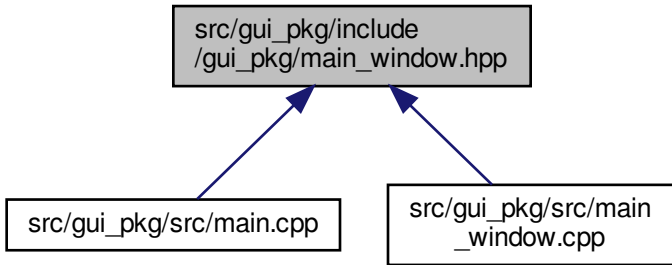 src/gui_pkg/include
/gui_pkg/main_window.hpp
src/gui_pkg/src/main.cpp
src/gui_pkg/src/main
_window.cpp